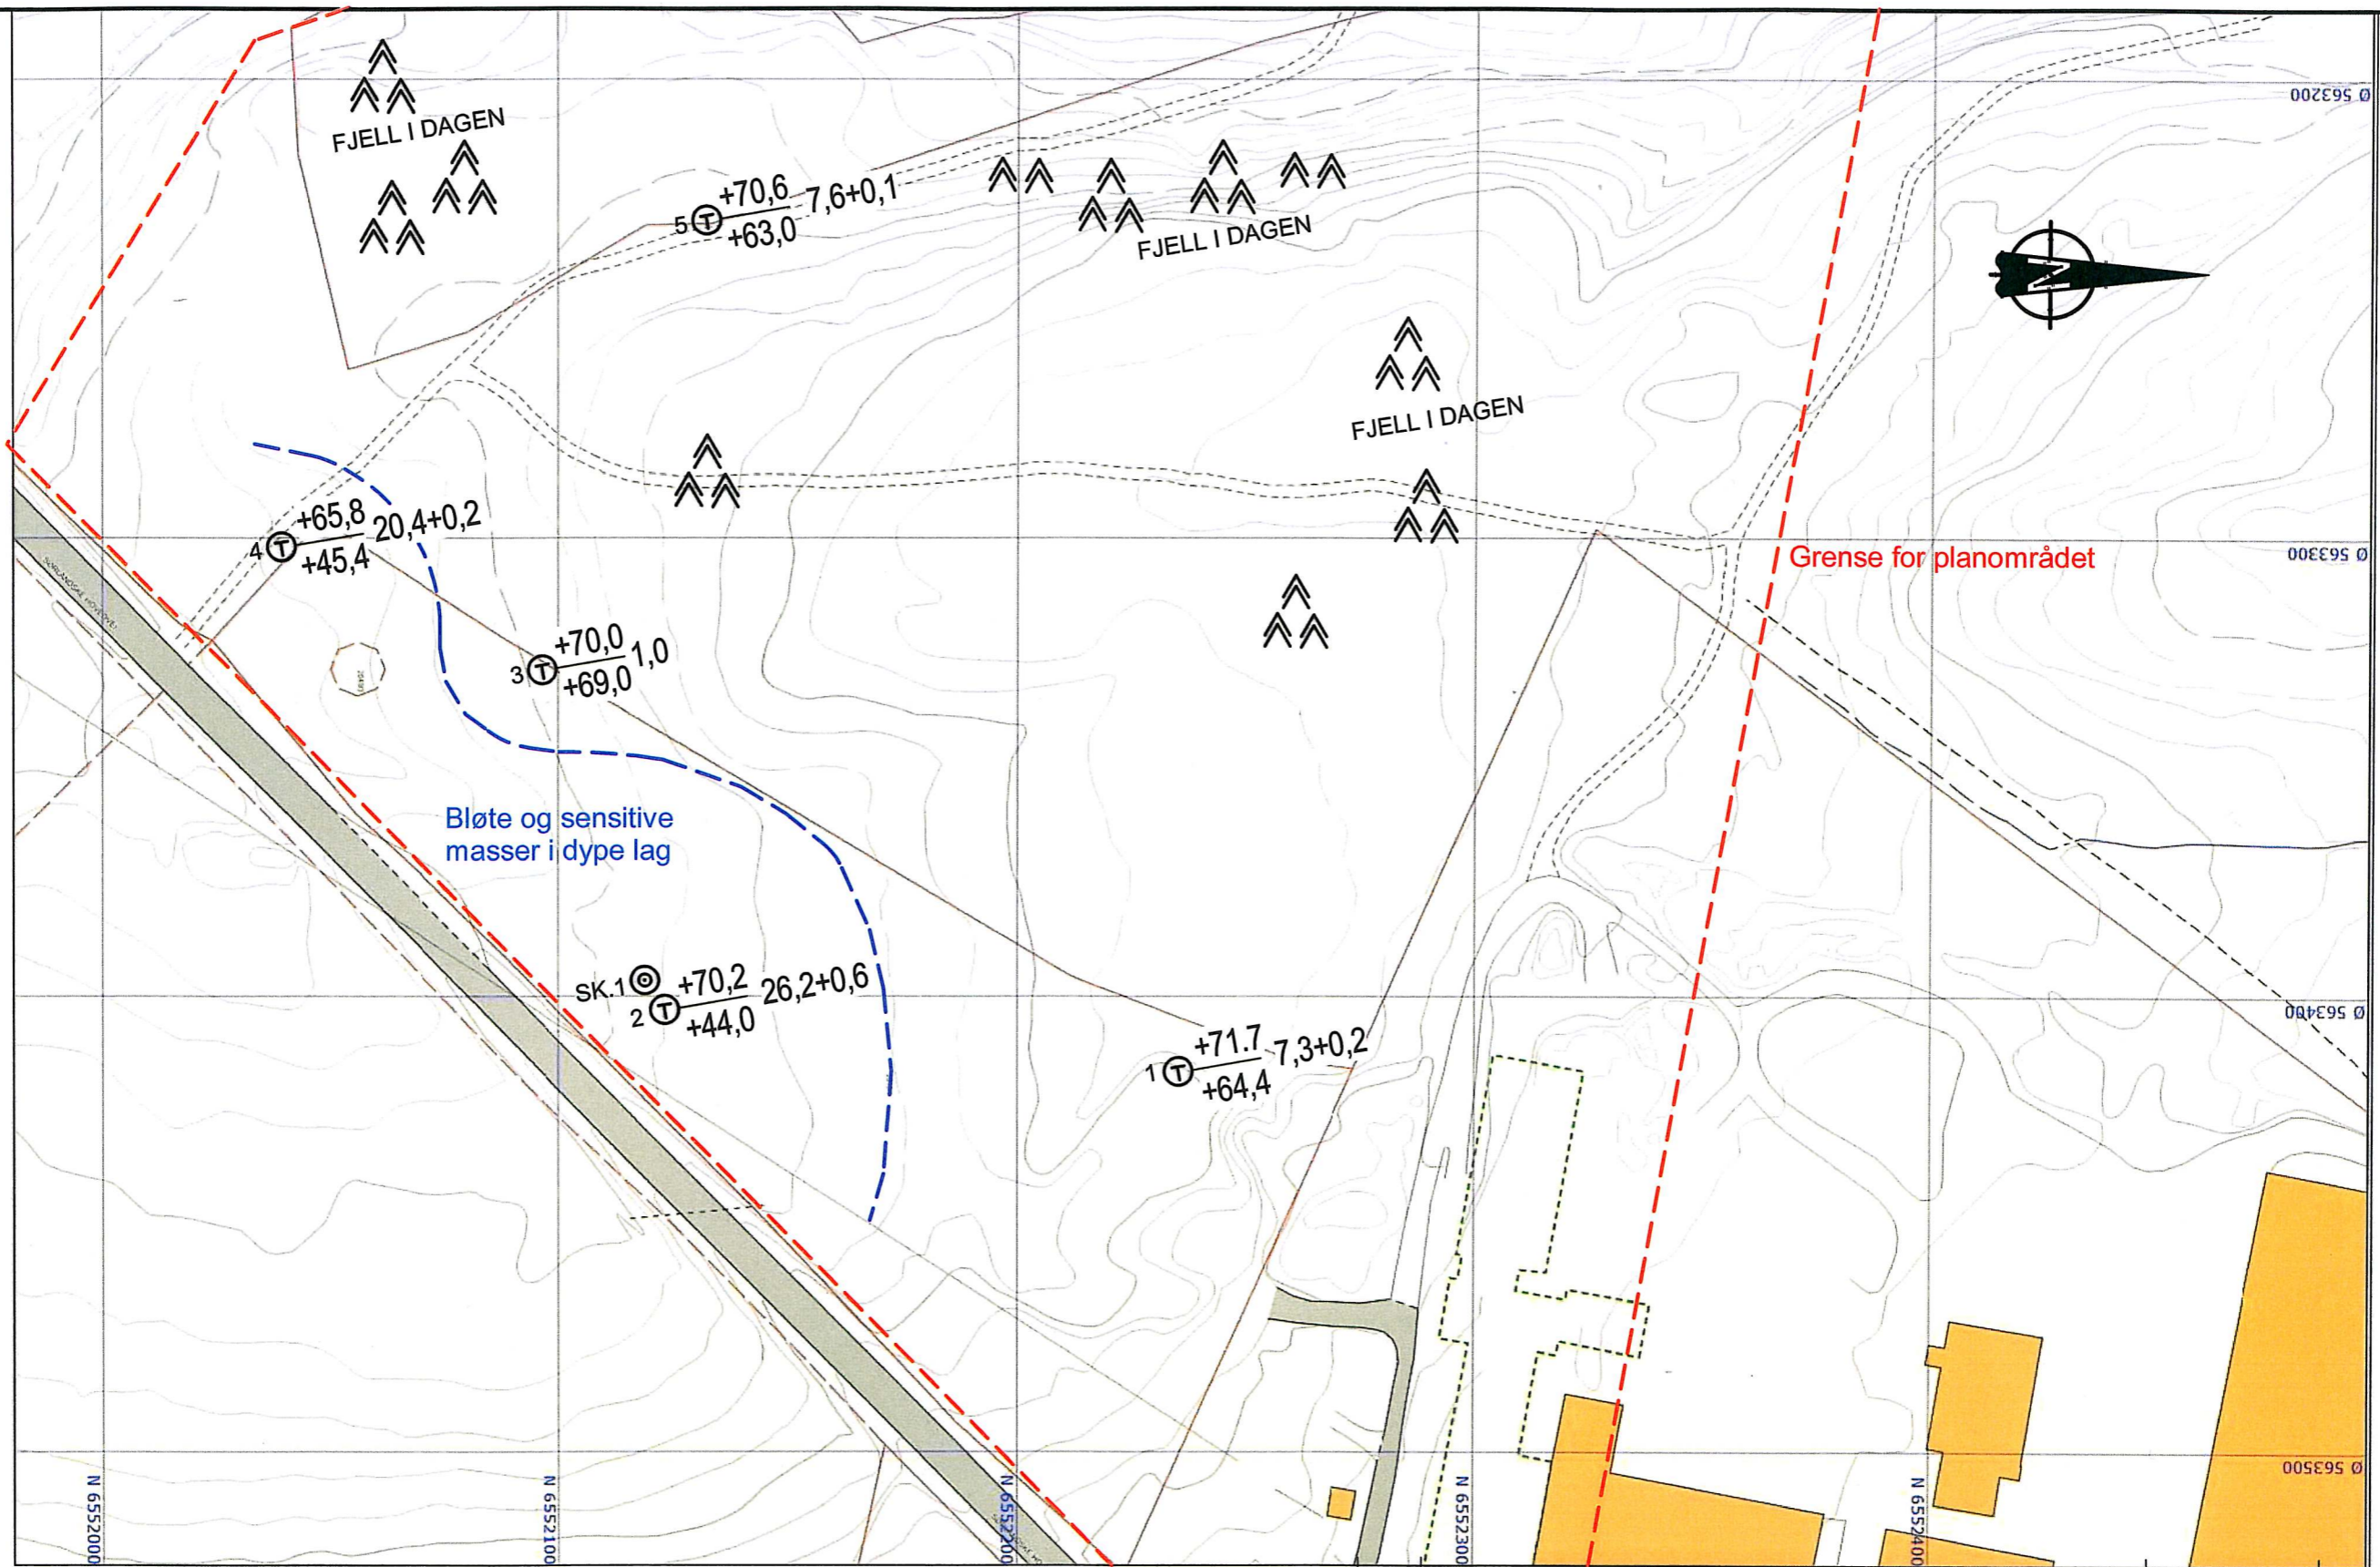 FJELL I DAGEN
Ø 563200
5 T +70,6 7,6+0,1
+63,0
FJELL I DAGEN
N
FJELL I DAGEN
4 T +65,8 20,4+0,2
+45,4
Grense for planområdet
Ø 563300
3 T +70,0 1,0
+69,0
Bløte og sensitive
masser i dype lag
SK.1
2 T +70,2 26,2+0,6
+44,0
Ø 563400
1 T +71.7 7,3+0,2
+64,4
Ø 563500
N 6552000
N 6552100
N 6552200
N 6552300
N 6552400